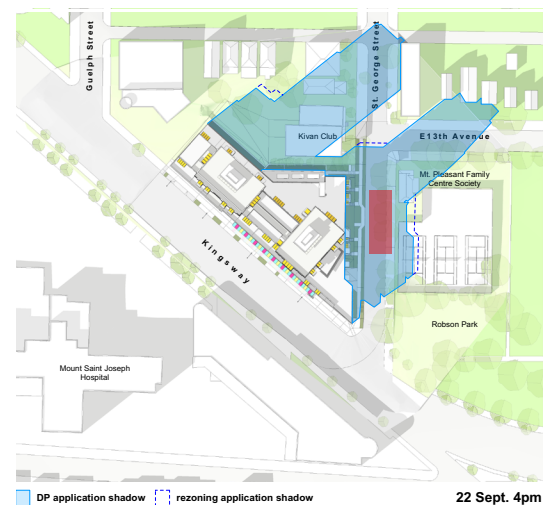 Guelph Street
St. George Street
Kivan Club
E13th Avenue
Mt. Pleasant Family
Centre Society
Kingsway
Robson Park
Mount Saint Joseph
Hospital
DP application shadow
rezoning application shadow
22 Sept. 4pm